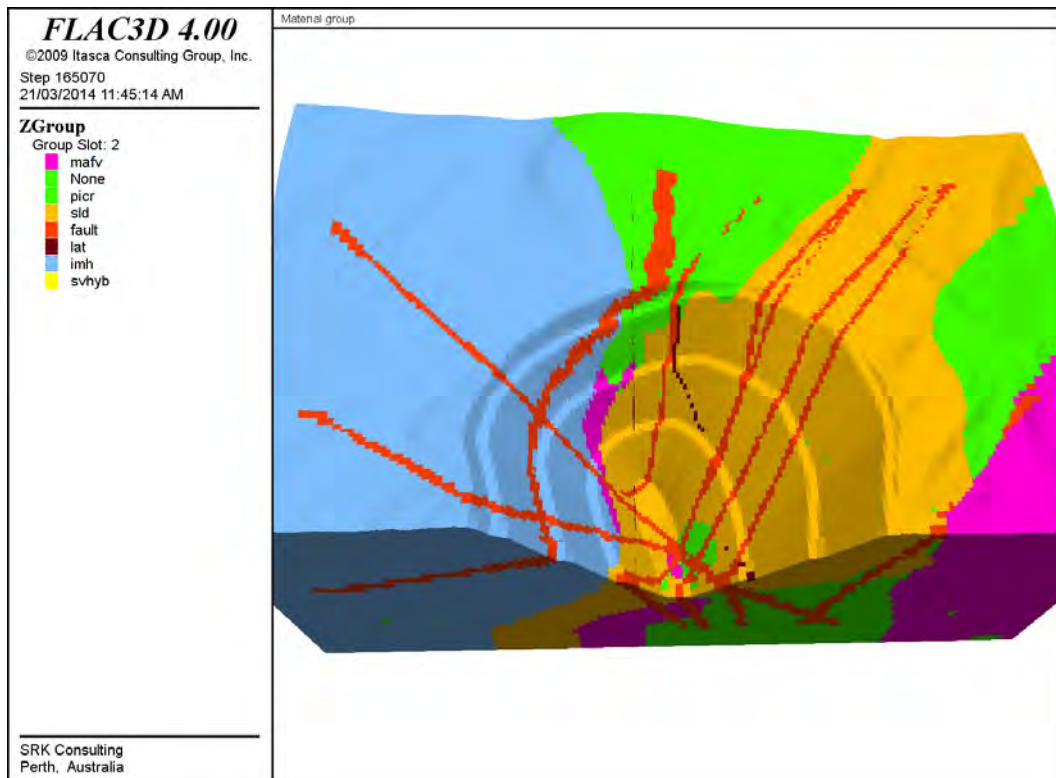 FLAC3D 4.00
©2009 Itasca Consulting Group, Inc.
Step 165070
21/03/2014 11:45:14 AM
ZGroup
Group Slot: 2
mafv
None
picr
sld
fault
lat
imh
svhyb
SRK Consulting
Perth, Australia
Material group